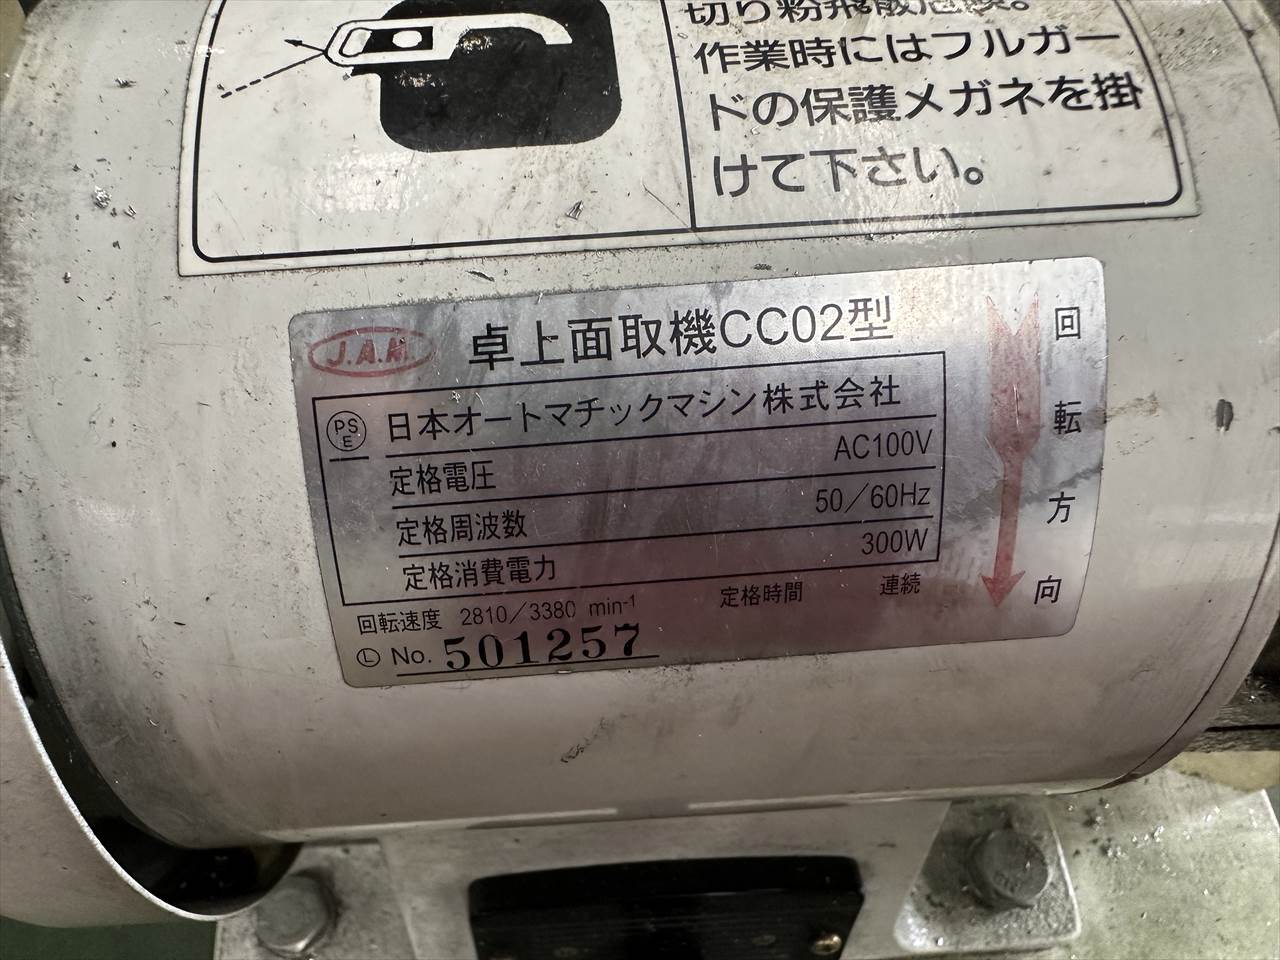 切り粉飛散危険。
作業時にはフルガー
ドの保護メガネを掛
けて下さい。
J.A.M.
卓上面取機CC02型
PS
E
日本オートマチックマシン株式会社
定格電圧 AC100V
定格周波数 50/60Hz
定格消費電力 300W
回転速度 2810/3380 min-1 定格時間 連続
Ⓛ No. 501257
回転方向